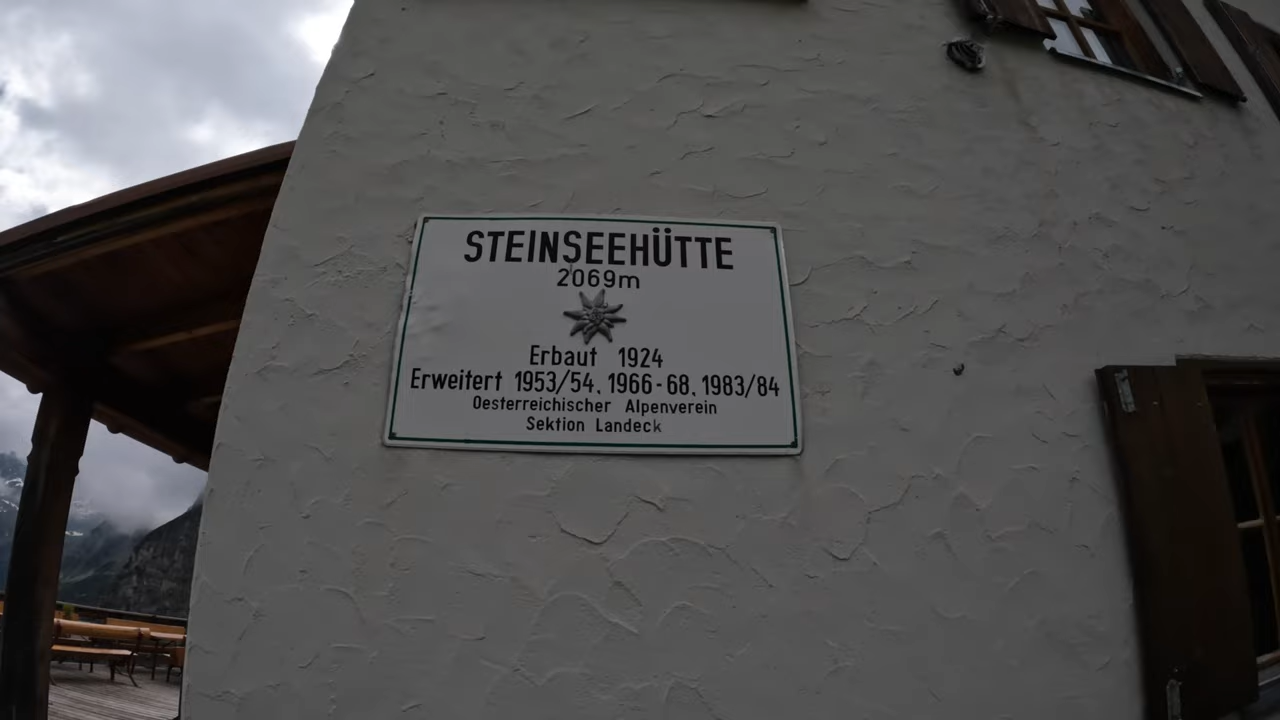 STEINSEEHÜTTE
2069m
Erbaut 1924
Erweitert 1953/54, 1966-68, 1983/84
Oesterreichischer Alpenverein
Sektion Landeck